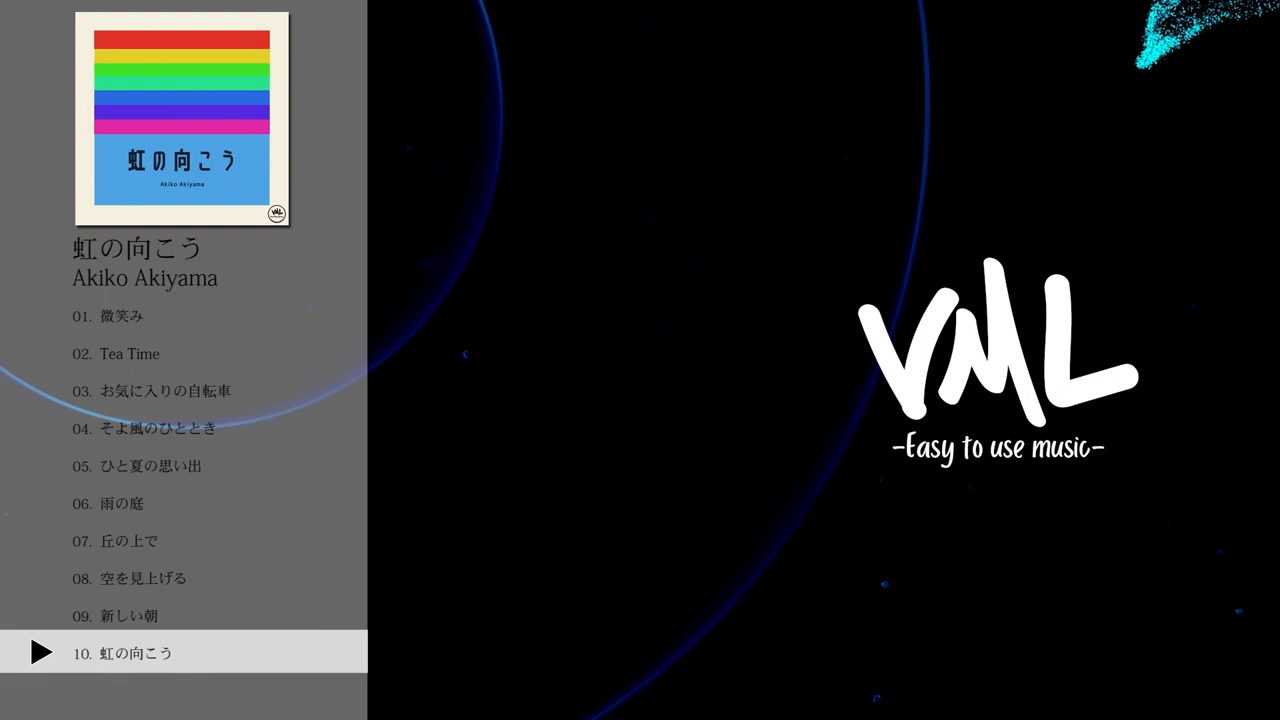 虹の向こう
Akiko Akiyama
VML
虹の向こう
Akiko Akiyama
01. 微笑み
02. Tea Time
03. お気に入りの自転車
04. そよ風のひととき
05. ひと夏の思い出
06. 雨の庭
07. 丘の上で
08. 空を見上げる
09. 新しい朝
10. 虹の向こう
VML
-Easy to use music-